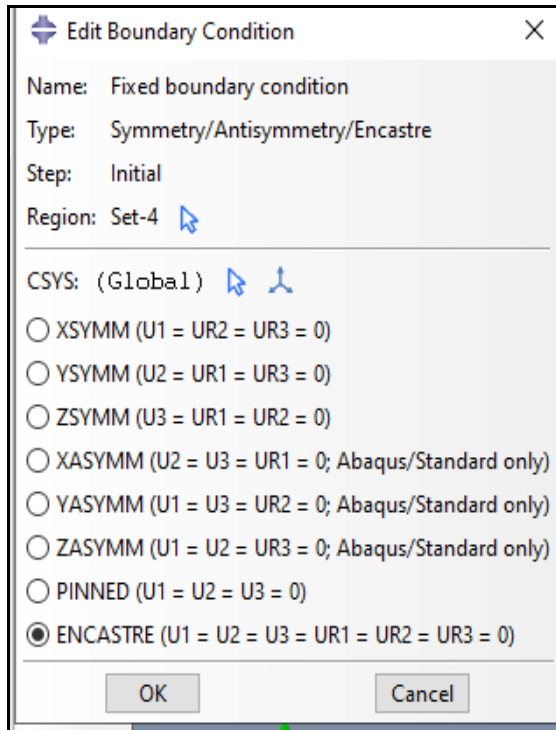 Edit Boundary Condition
Name: Fixed boundary condition
Type: Symmetry/Antisymmetry/Encastre
Step: Initial
Region: Set-4
CSYS: (Global)
XSYMM (U1 = UR2 = UR3 = 0)
YSYMM (U2 = UR1 = UR3 = 0)
ZSYMM (U3 = UR1 = UR2 = 0)
XASYMM (U2 = U3 = UR1 = 0; Abaqus/Standard only)
YASYMM (U1 = U3 = UR2 = 0; Abaqus/Standard only)
ZASYMM (U1 = U2 = UR3 = 0; Abaqus/Standard only)
PINNED (U1 = U2 = U3 = 0)
ENCASTRE (U1 = U2 = U3 = UR1 = UR2 = UR3 = 0)
OK Cancel